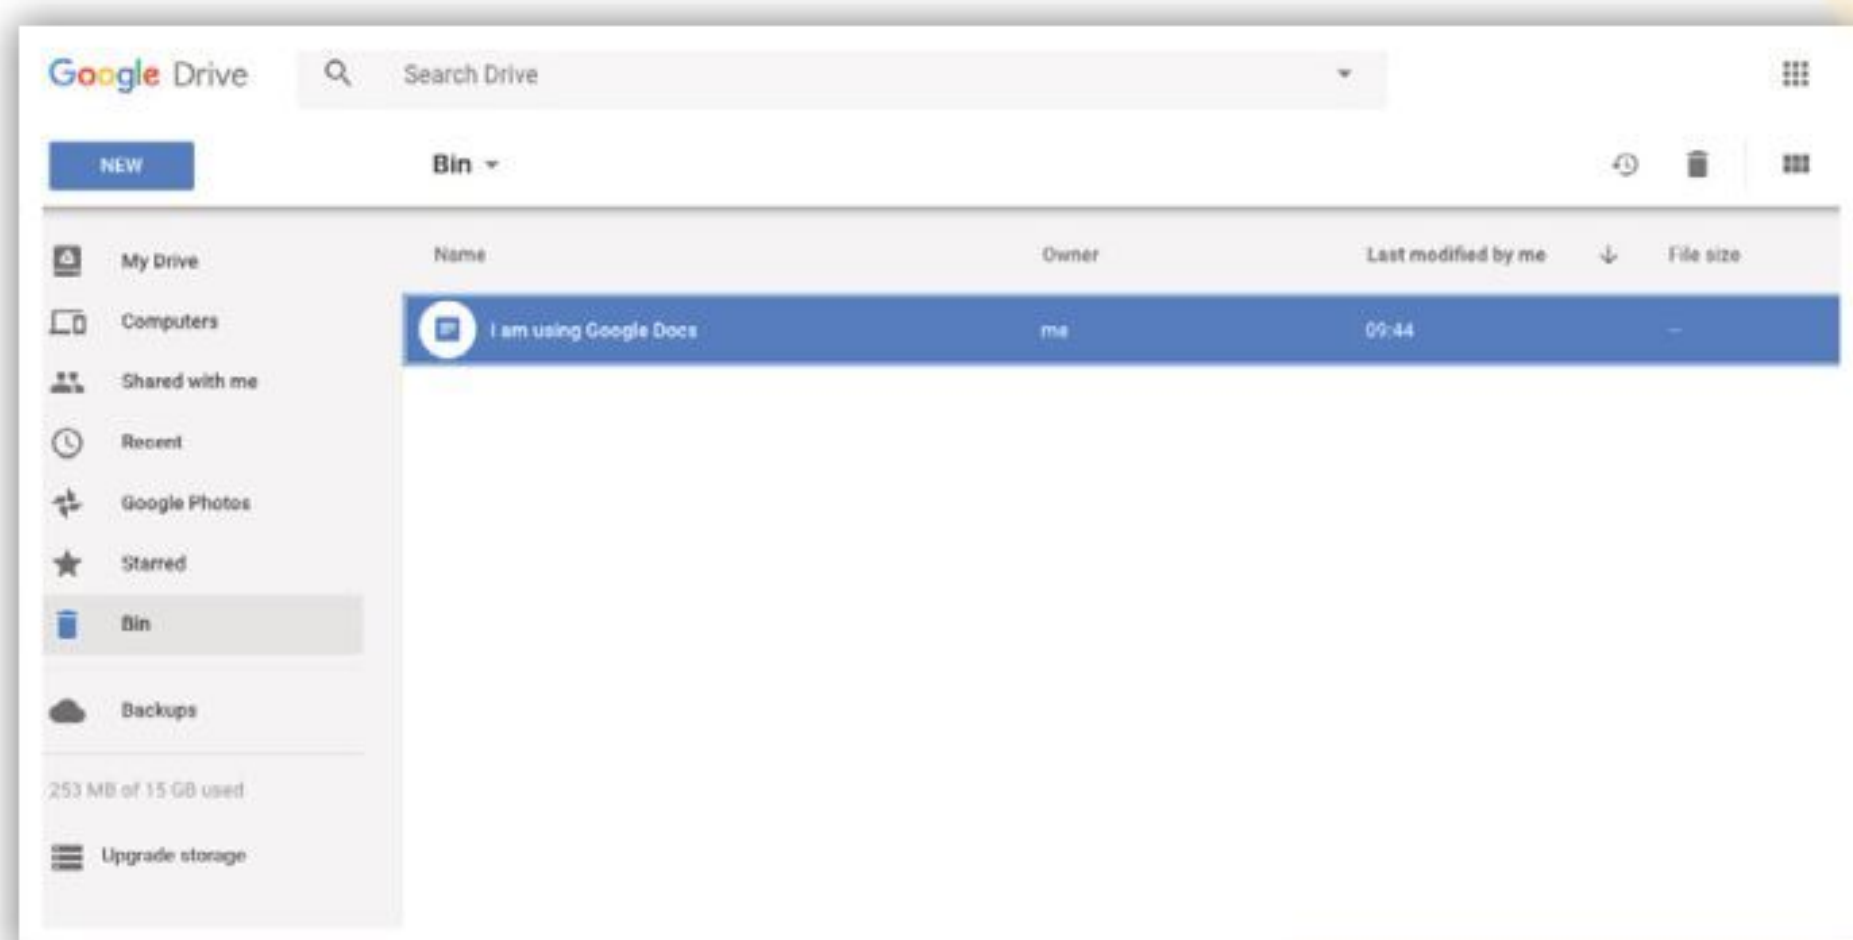 Google Drive
Search Drive
NEW
Bin
My Drive
Computers
Shared with me
Recent
Google Photos
Starred
Bin
Backups
253 MB of 15 GB used
Upgrade storage
Name Owner Last modified by me File size
I am using Google Docs me 09:44 –